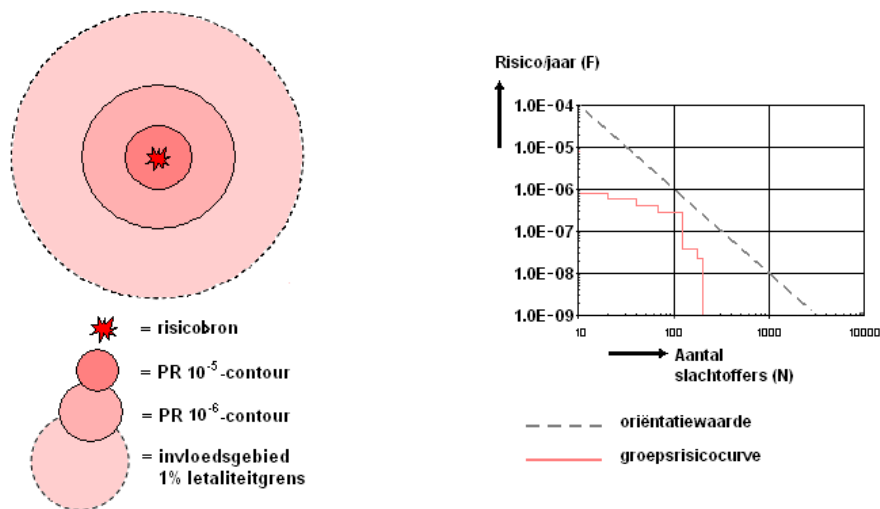 = risicobron
= PR 10⁻⁵-contour
= PR 10⁻⁶-contour
= invloedsgebied
1% letaliteitgrens
Risico/jaar (F)
1.0E-04
1.0E-05
1.0E-06
1.0E-07
1.0E-08
1.0E-09
10 100 1000 10000
Aantal
slachtoffers (N)
oriëntatiewaarde
groepsrisicocurve